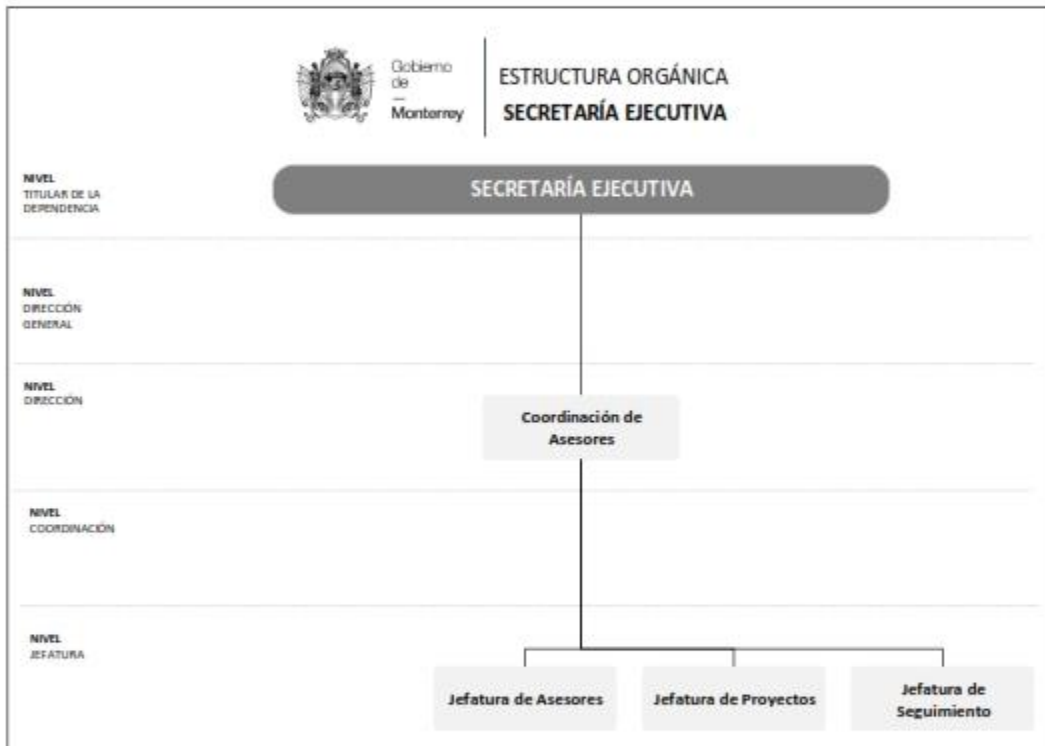 Gobierno
de
—
Monterrey
ESTRUCTURA ORGÁNICA
SECRETARÍA EJECUTIVA
NIVEL
TITULAR DE LA
DEPENDENCIA
SECRETARÍA EJECUTIVA
NIVEL
DIRECCIÓN
GENERAL
NIVEL
DIRECCIÓN
Coordinación de
Asesores
NIVEL
COORDINACIÓN
NIVEL
JEFATURA
Jefatura de Asesores
Jefatura de Proyectos
Jefatura de
Seguimiento